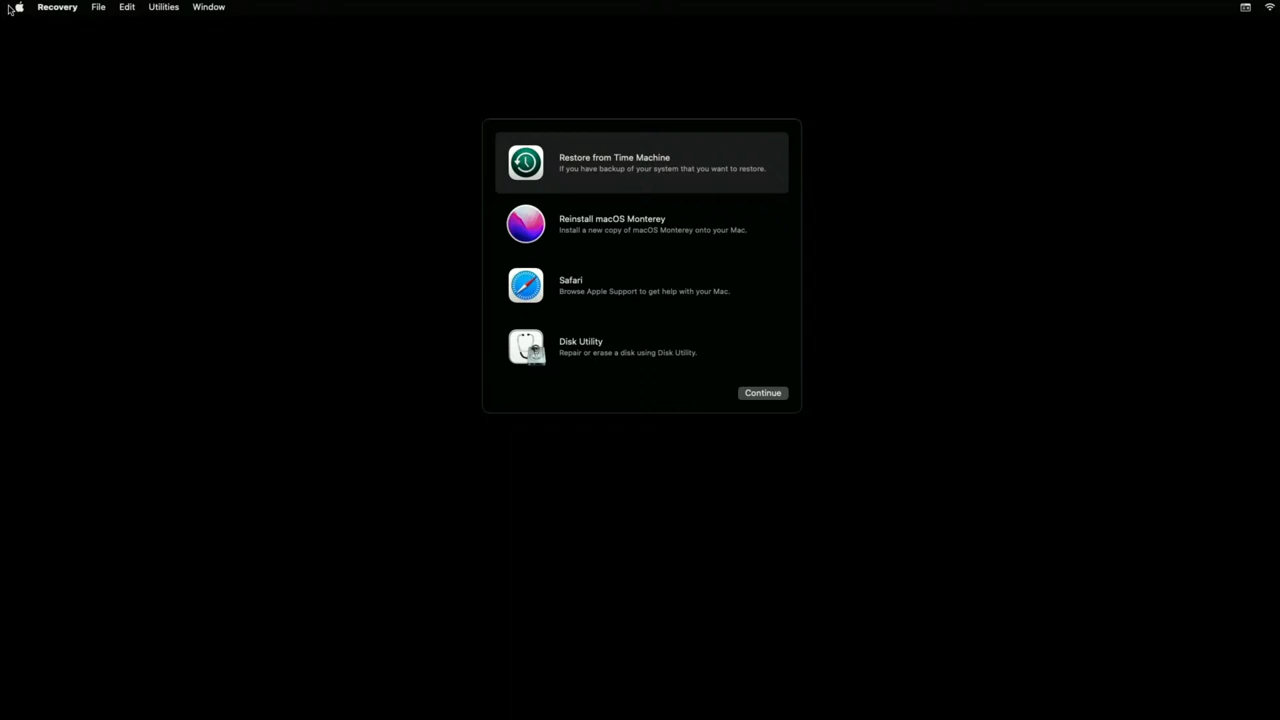 Recovery File Edit Utilities Window
Restore from Time Machine
If you have backup of your system that you want to restore.
Reinstall macOS Monterey
Install a new copy of macOS Monterey onto your Mac.
Safari
Browse Apple Support to get help with your Mac.
Disk Utility
Repair or erase a disk using Disk Utility.
Continue